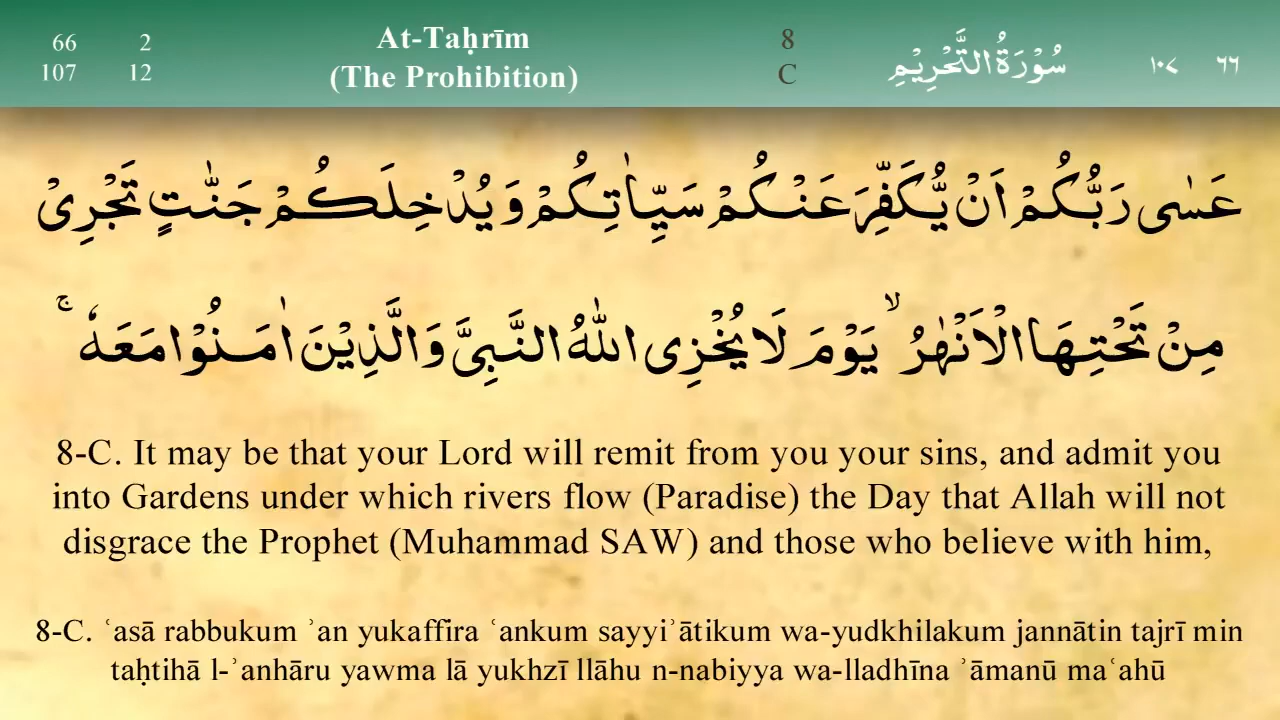 66 2 At-Taḥrīm 8 سُوْرَةُ التَّحْرِيْمِ ١٠٧ ٦٦
107 12 (The Prohibition) C
عَسٰى رَبُّكُمْ اَنْ يُّكَفِّرَ عَنْكُمْ سَيِّاٰتِكُمْ وَيُدْخِلَكُمْ جَنّٰتٍ تَجْرِىْ
مِنْ تَحْتِهَا الْاَنْهٰرُ ۙ يَوْمَ لَا يُخْزِى اللّٰهُ النَّبِىَّ وَالَّذِيْنَ اٰمَنُوْا مَعَهٗ ۚ
8-C. It may be that your Lord will remit from you your sins, and admit you
into Gardens under which rivers flow (Paradise) the Day that Allah will not
disgrace the Prophet (Muhammad SAW) and those who believe with him,
8-C. ʿasā rabbukum ʾan yukaffira ʿankum sayyiʾātikum wa-yudkhilakum jannātin tajrī min
taḥtihā l-ʾanhāru yawma lā yukhzī llāhu n-nabiyya wa-lladhīna ʾāmanū maʿahū